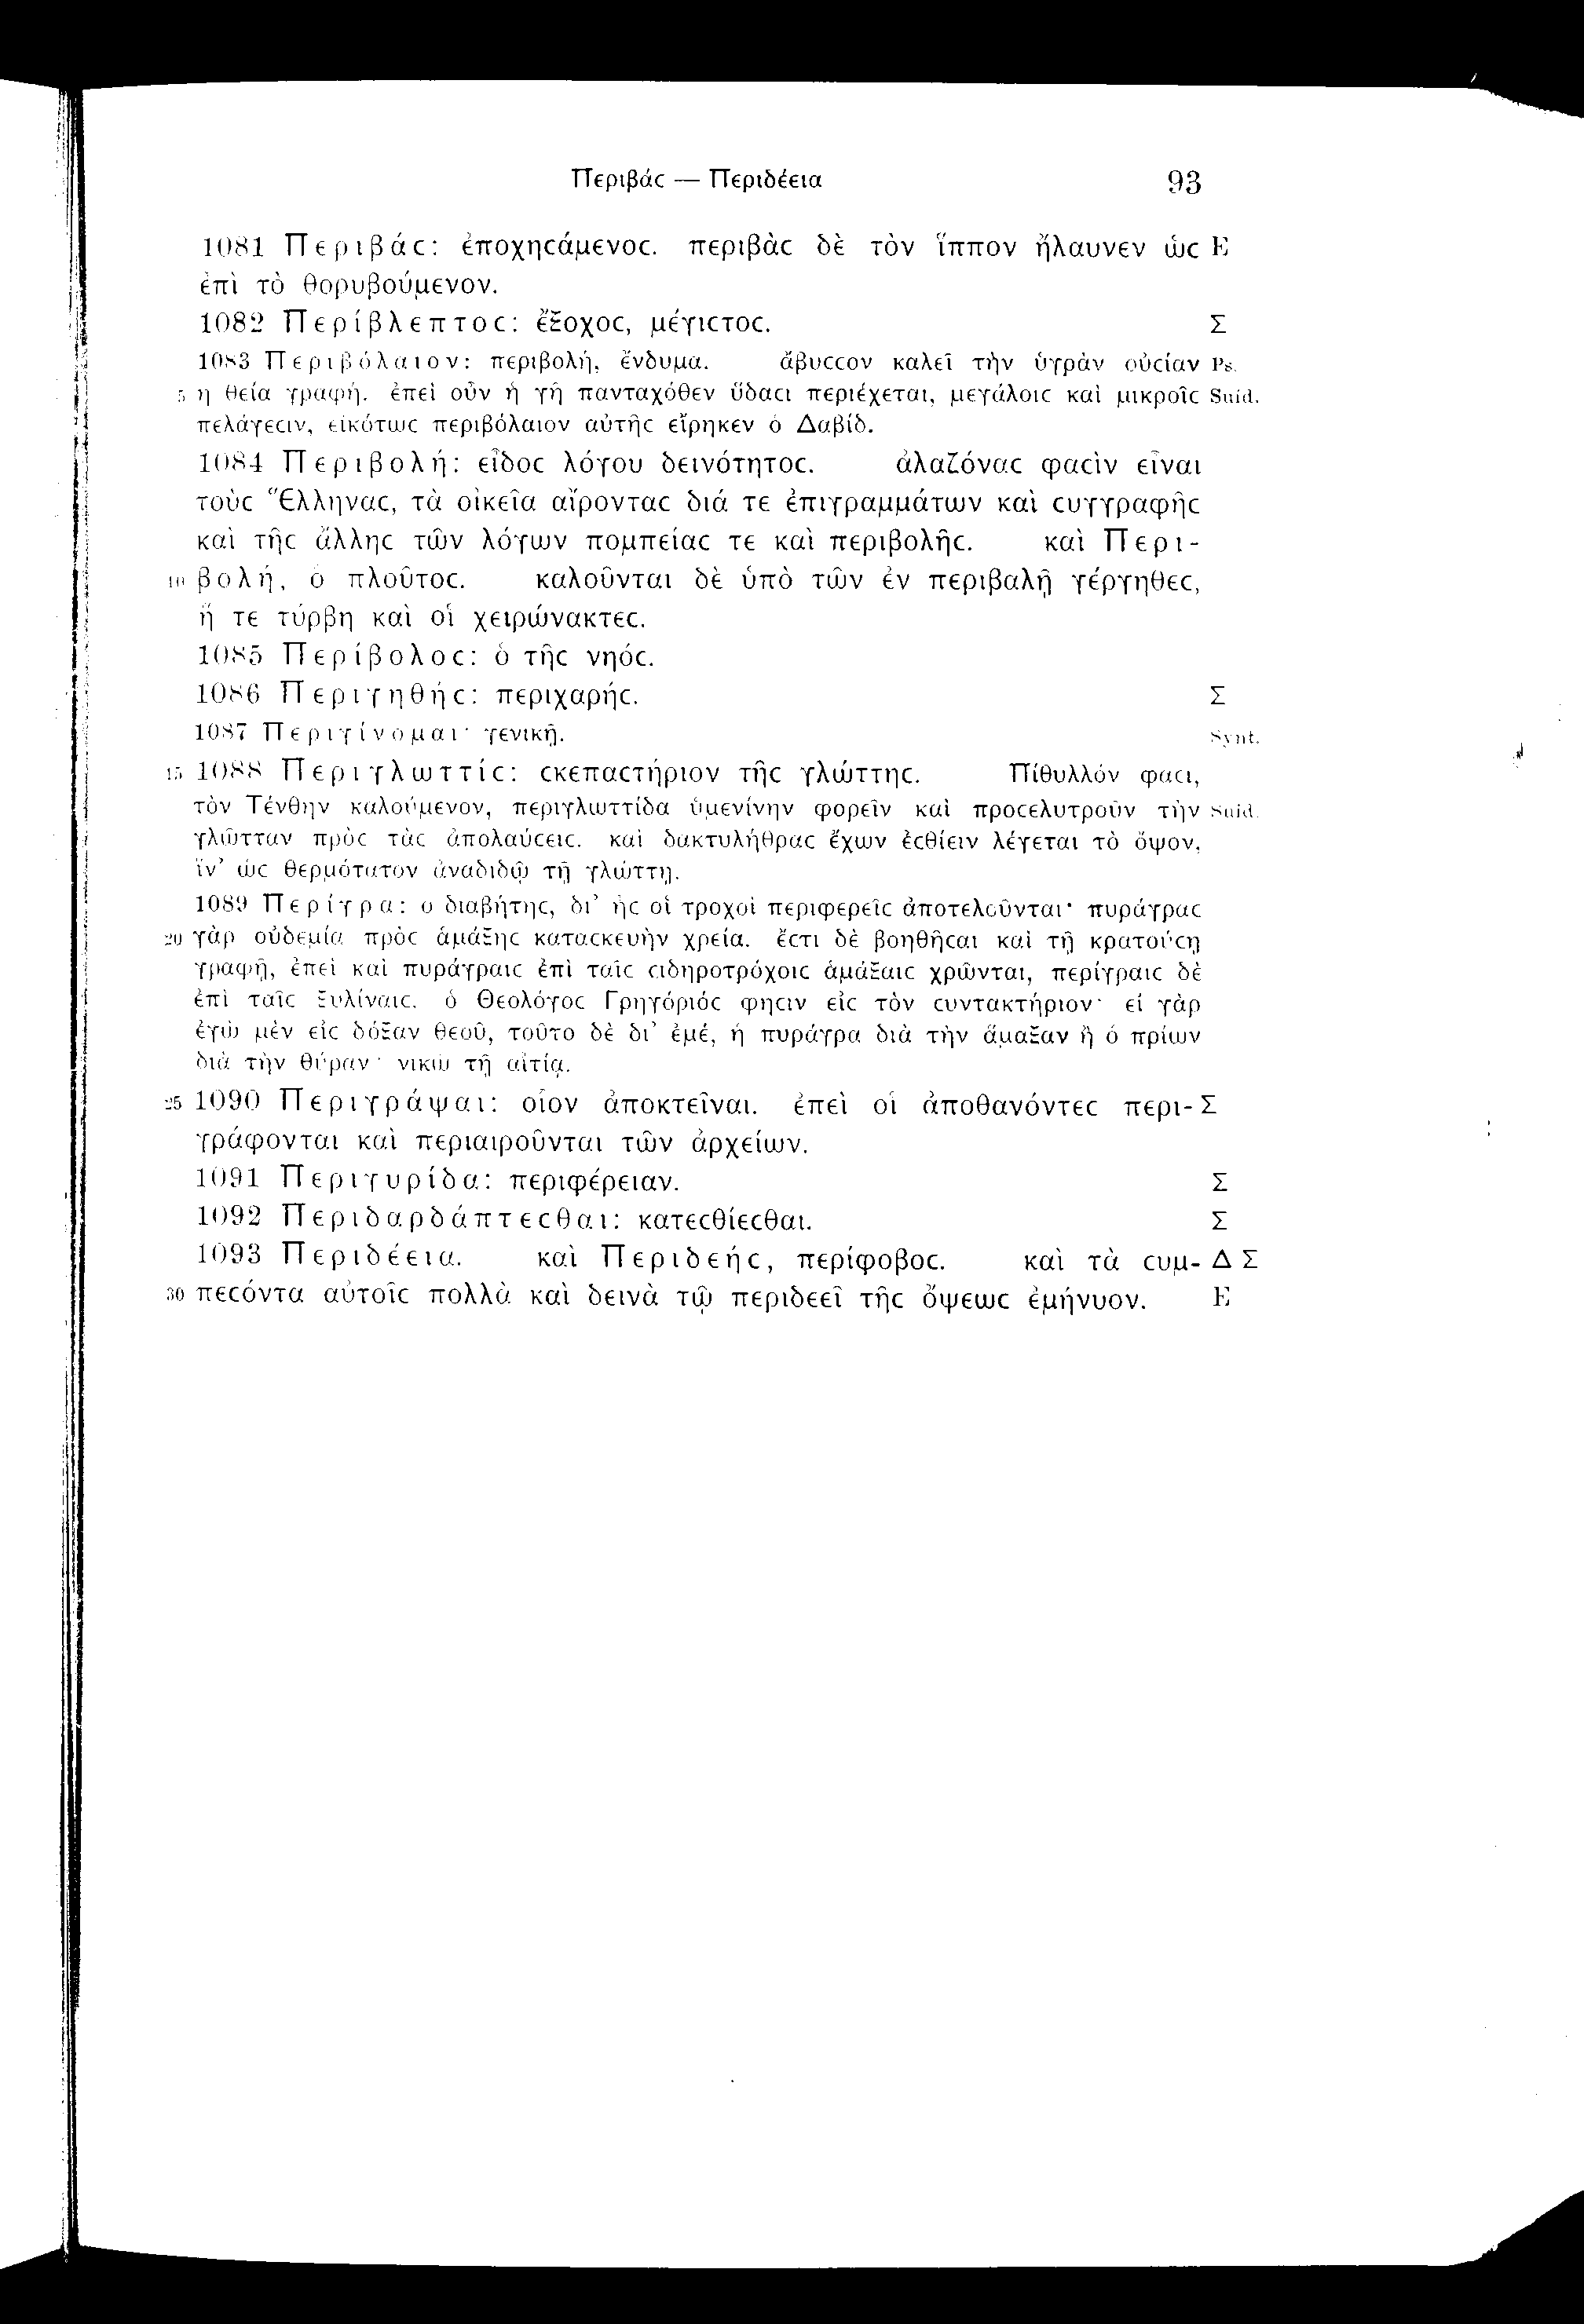 Περιβάϲ — Περιδέεια 93
1081 Περιβάϲ: ἐποχηϲάμενοϲ. περιβὰϲ δὲ τὸν ἵππον ἤλαυνεν ὡϲ E
ἐπὶ τὸ θορυβούμενον.
1082 Περίβλεπτοϲ: ἔξοχοϲ, μέγιϲτοϲ. Σ
1083 Περιβόλαιον: περιβολή, ἔνδυμα. ἄβυϲϲον καλεῖ τὴν ὑγρὰν οὐϲίαν Ps.
5 ἡ θεία γραφή. ἐπεὶ οὖν ἡ γῆ πανταχόθεν ὕδαϲι περιέχεται, μεγάλοιϲ καὶ μικροῖϲ Suid.
πελάγεϲιν, εἰκότωϲ περιβόλαιον αὐτῆϲ εἴρηκεν ὁ Δαβίδ.
1084 Περιβολή: εἶδοϲ λόγου δεινότητοϲ. ἀλαζόναϲ φαϲὶν εἶναι
τοὺϲ Ἕλληναϲ, τὰ οἰκεῖα αἴρονταϲ διά τε ἐπιγραμμάτων καὶ ϲυγγραφῆϲ
καὶ τῆϲ ἄλληϲ τῶν λόγων πομπείαϲ τε καὶ περιβολῆϲ. καὶ Περι-
10 βολή, ὁ πλοῦτοϲ. καλοῦνται δὲ ὑπὸ τῶν ἐν περιβαλῇ γέργηθεϲ,
ἥ τε τύρβη καὶ οἱ χειρώνακτεϲ.
1085 Περίβολοϲ: ὁ τῆϲ νηόϲ.
1086 Περιγηθήϲ: περιχαρήϲ. Σ
1087 Περιγίνομαι· γενικῇ. Synt.
15 1088 Περιγλωττίϲ: ϲκεπαϲτήριον τῆϲ γλώττηϲ. Πίθυλλόν φαϲι,
τὸν Τένθην καλούμενον, περιγλωττίδα ὑμενίνην φορεῖν καὶ προϲελυτροῦν τὴν Suid.
γλῶτταν πρὸϲ τὰϲ ἀπολαύϲειϲ. καὶ δακτυλήθραϲ ἔχων ἐϲθίειν λέγεται τὸ ὄψον,
ἵν’ ὡϲ θερμότατον ἀναδιδῷ τῇ γλώττῃ.
1089 Περίγρα: ὁ διαβήτηϲ, δι’ ἧϲ οἱ τροχοὶ περιφερεῖϲ ἀποτελοῦνται· πυράγραϲ
20 γὰρ οὐδεμία πρὸϲ ἁμάξηϲ καταϲκευὴν χρεία. ἔϲτι δὲ βοηθῆϲαι καὶ τῇ κρατούϲῃ
γραφῇ, ἐπεὶ καὶ πυράγραιϲ ἐπὶ ταῖϲ ϲιδηροτρόχοιϲ ἁμάξαιϲ χρῶνται, περίγραιϲ δὲ
ἐπὶ ταῖϲ ξυλίναιϲ. ὁ Θεολόγοϲ Γρηγόριόϲ φηϲιν εἰϲ τὸν ϲυντακτήριον· εἰ γὰρ
ἐγὼ μὲν εἰϲ δόξαν θεοῦ, τοῦτο δὲ δι’ ἐμέ, ἡ πυράγρα διὰ τὴν ἅμαξαν ἢ ὁ πρίων
διὰ τὴν θύραν· νικῶ τῇ αἰτίᾳ.
25 1090 Περιγράψαι: οἷον ἀποκτεῖναι. ἐπεὶ οἱ ἀποθανόντεϲ περι- Σ
γράφονται καὶ περιαιροῦνται τῶν ἀρχείων.
1091 Περιγυρίδα: περιφέρειαν. Σ
1092 Περιδαρδάπτεϲθαι: κατεϲθίεϲθαι. Σ
1093 Περιδέεια. καὶ Περιδεήϲ, περίφοβοϲ. καὶ τὰ ϲυμ- Δ Σ
30 πεϲόντα αὐτοῖϲ πολλὰ καὶ δεινὰ τῷ περιδεεῖ τῆϲ ὄψεωϲ ἐμήνυον. E